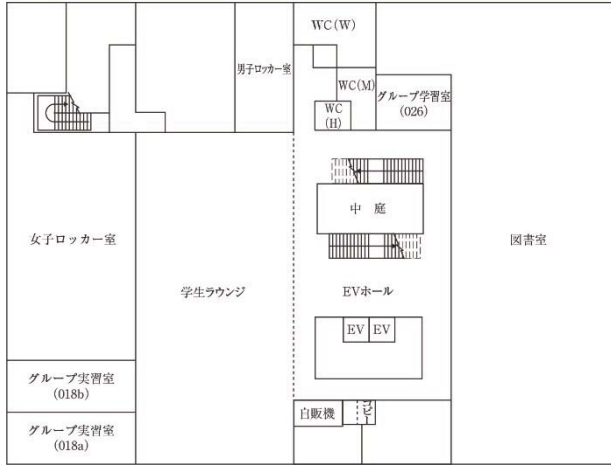 WC(W)
男子ロッカー室
WC(M)
グループ学習室
(026)
WC
(H)
中 庭
女子ロッカー室
図書室
学生ラウンジ
EVホール
EV
EV
グループ実習室
(018b)
自販機
コピー
グループ実習室
(018a)